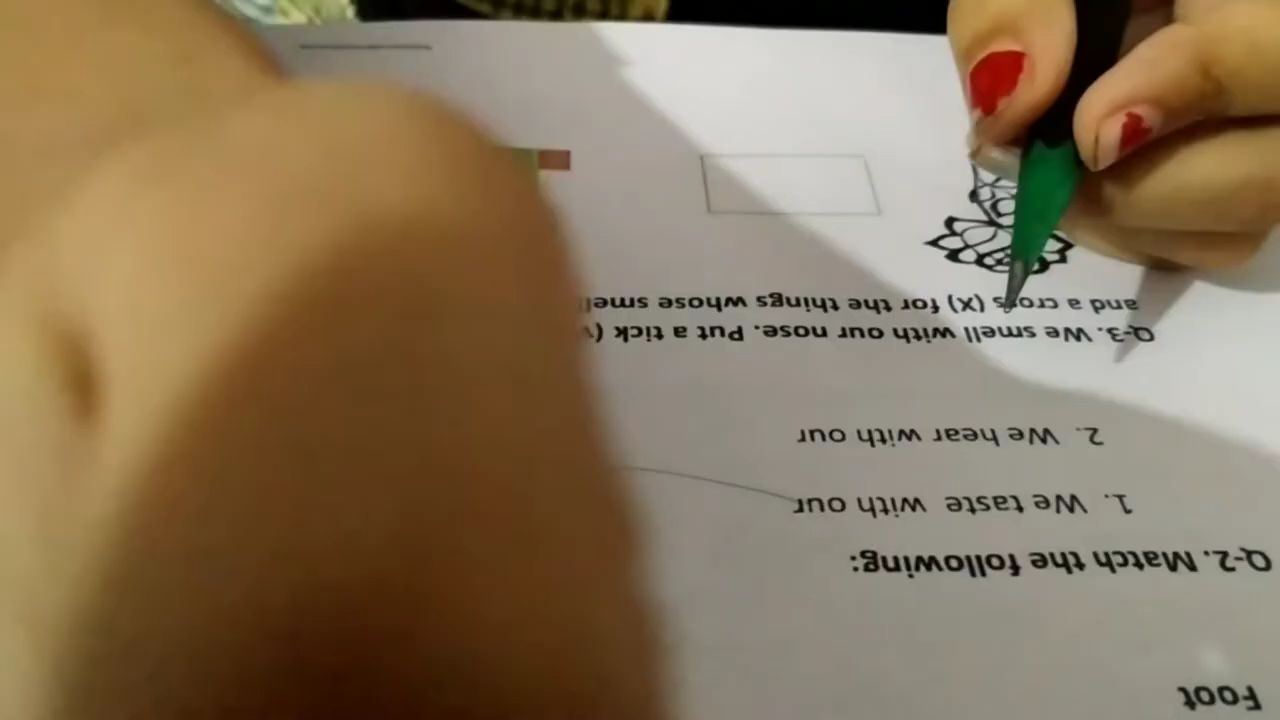 Foot
Q-2. Match the following:
1. We taste with our
2. We hear with our
Q-3. We smell with our nose. Put a tick (
and a cross (X) for the things whose smell